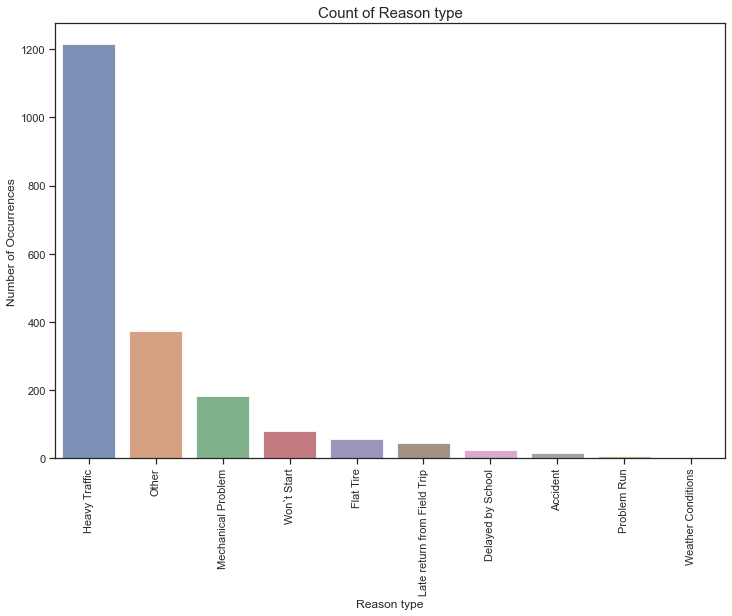 Count of Reason type
Number of Occurrences
1200
1000
800
600
400
200
0
Heavy Traffic
Other
Mechanical Problem
Won`t Start
Flat Tire
Late return from Field Trip
Delayed by School
Accident
Problem Run
Weather Conditions
Reason type